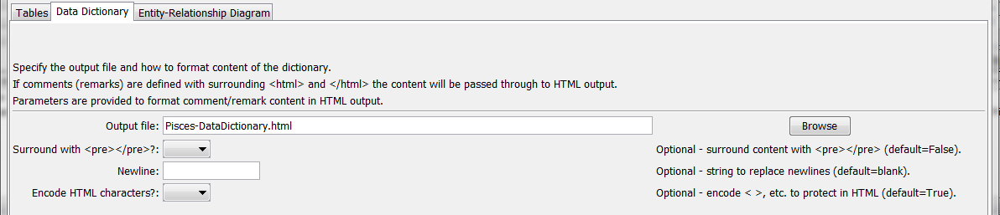 Tables Data Dictionary Entity-Relationship Diagram
Specify the output file and how to format content of the dictionary.
If comments (remarks) are defined with surrounding <html> and </html> the content will be passed through to HTML output.
Parameters are provided to format comment/remark content in HTML output.
Output file: Pisces-DataDictionary.html Browse
Surround with <pre></pre>?: Optional - surround content with <pre></pre> (default=False).
Newline: Optional - string to replace newlines (default=blank).
Encode HTML characters?: Optional - encode < >, etc. to protect in HTML (default=True).